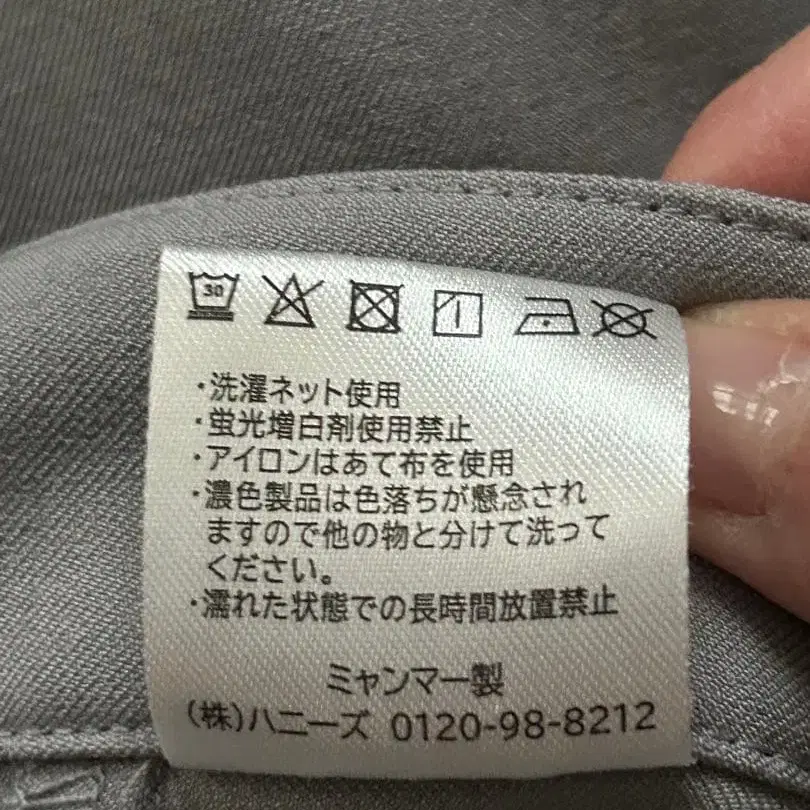 30
・洗濯ネット使用
・蛍光増白剤使用禁止
・アイロンはあて布を使用
・濃色製品は色落ちが懸念され
ますので他の物と分けて洗って
ください。
・濡れた状態での長時間放置禁止
ミャンマー製
(株)ハニーズ 0120-98-8212